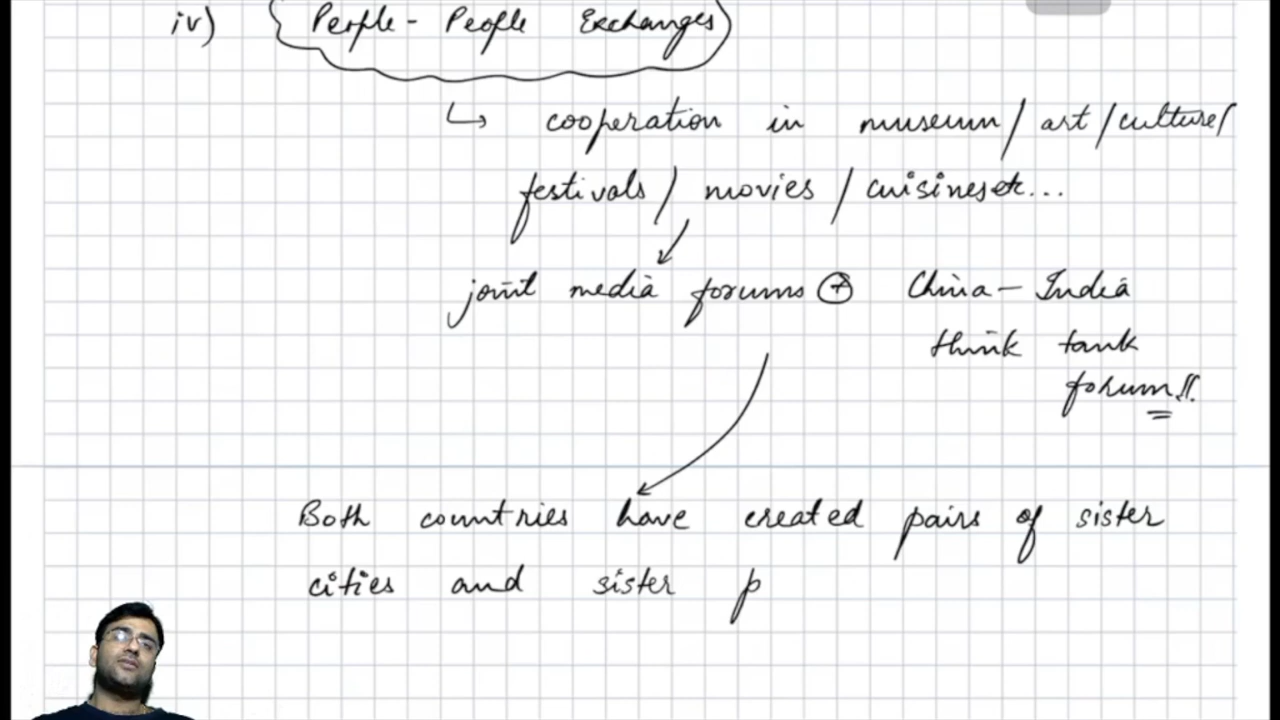 iv) People - People Exchanges
↳ cooperation in museum / art / culture /
festivals / movies / cuisines etc...
joint media forums ⊕ China - India
think tank
forum!!
Both countries have created pairs of sister
cities and sister p